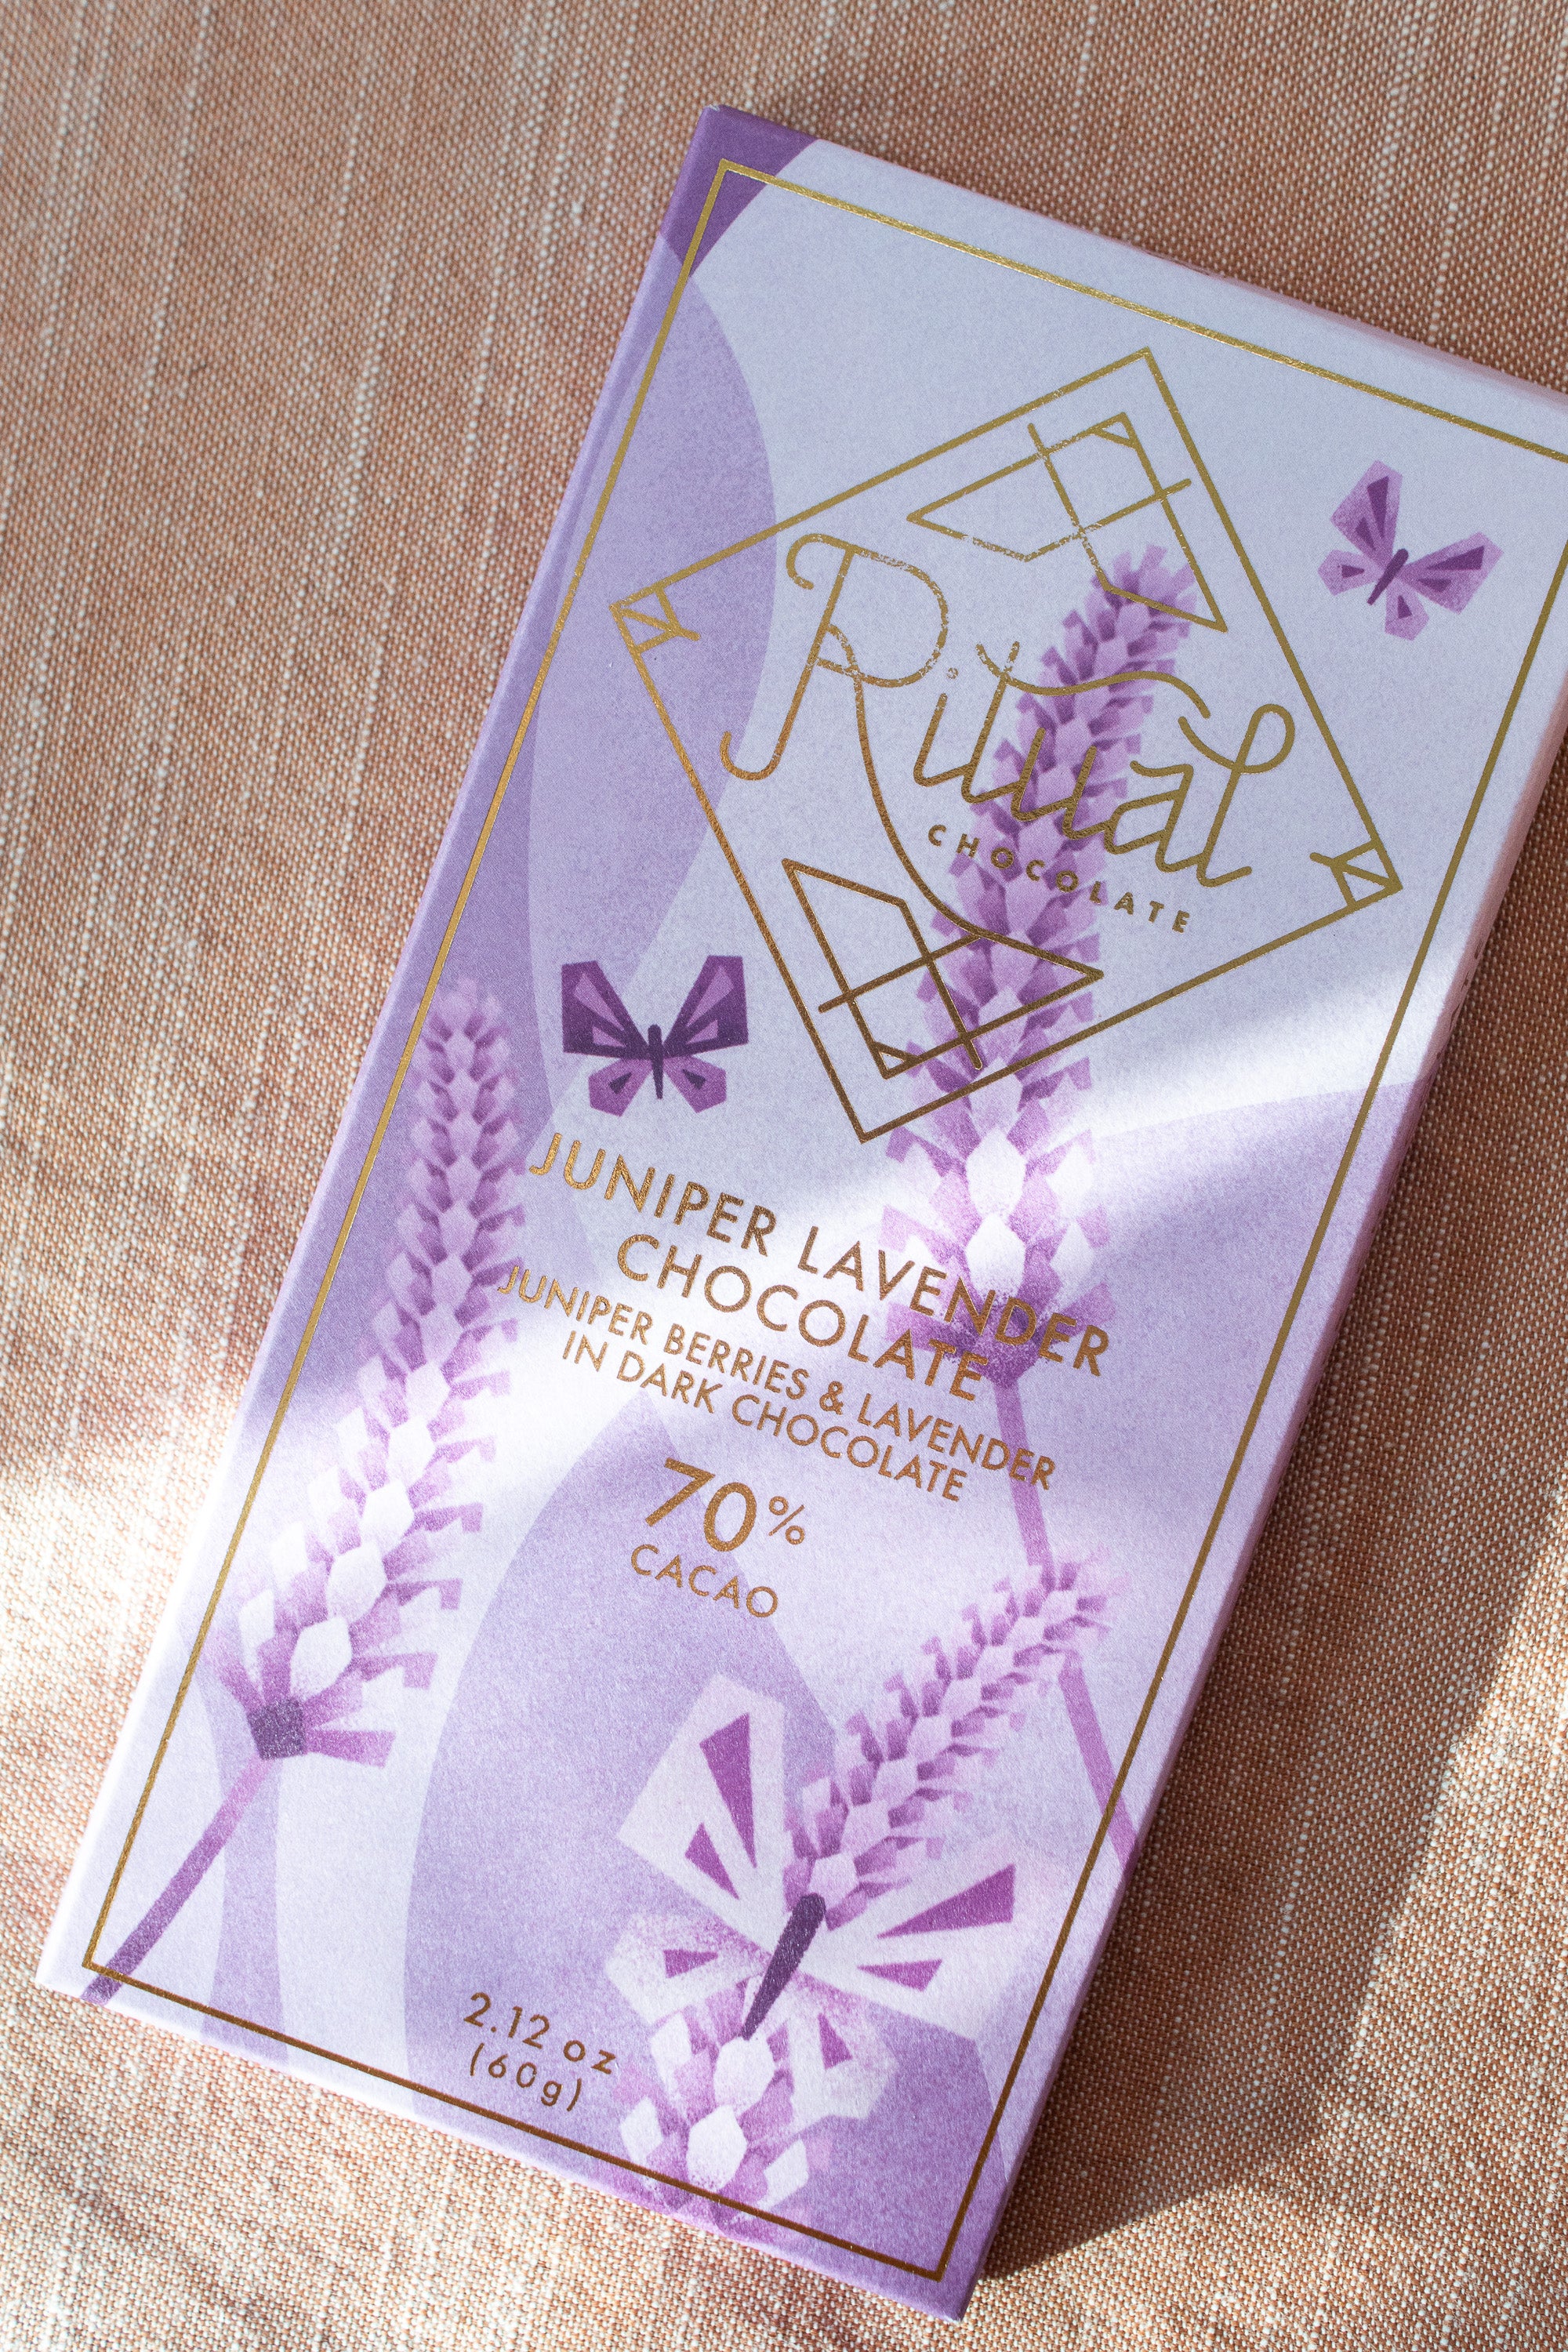 Ritual
CHOCOLATE
JUNIPER LAVENDER
CHOCOLATE
JUNIPER BERRIES & LAVENDER
IN DARK CHOCOLATE
70%
CACAO
2.12 oz
(60g)